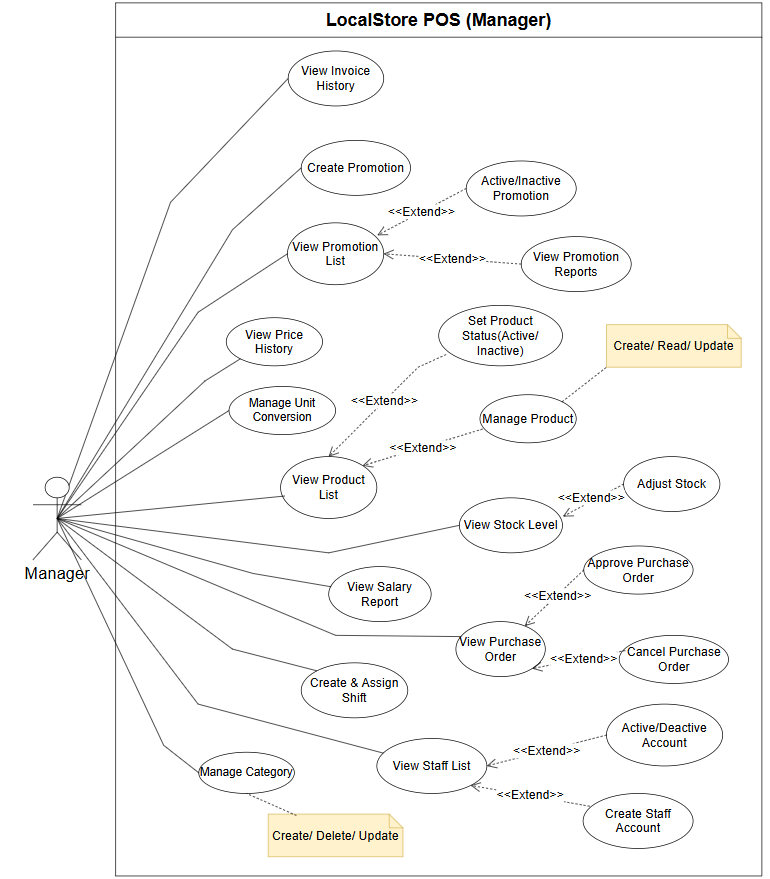 LocalStore POS (Manager)
View Invoice
History
Create Promotion
Active/Inactive
Promotion
<<Extend>>
View Promotion
List
<<Extend>>
View Promotion
Reports
View Price
History
Set Product
Status(Active/
Inactive)
Create/ Read/ Update
Manage Unit
Conversion
<<Extend>>
Manage Product
<<Extend>>
View Product
List
Adjust Stock
<<Extend>>
View Stock Level
Manager
Approve Purchase
Order
View Salary
Report
<<Extend>>
View Purchase
Order
<<Extend>>
Cancel Purchase
Order
Create & Assign
Shift
Active/Deactive
Account
<<Extend>>
View Staff List
Manage Category
<<Extend>>
Create Staff
Account
Create/ Delete/ Update